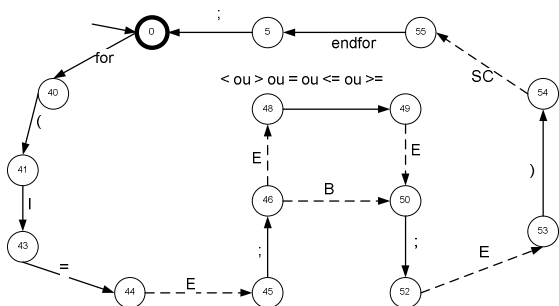 ;
0
5
55
for
endfor
SC
< ou > ou = ou <= ou >=
40
48
49
54
(
E
E
41
B
)
I
46
50
43
;
;
E
53
=
E
44
45
52